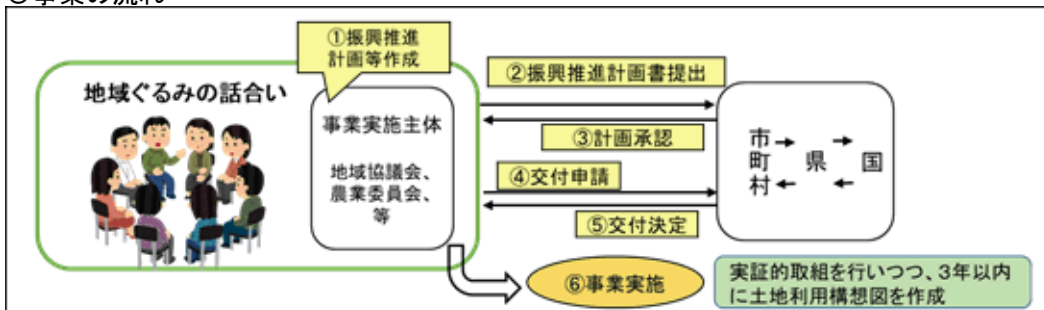 ○事業の流れ
①振興推進
計画等作成
地域ぐるみの話合い
事業実施主体
地域協議会、
農業委員会、
等
②振興推進計画書提出
③計画承認
④交付申請
⑤交付決定
市町村
県
国
⑥事業実施
実証的取組を行いつつ、3年以内
に土地利用構想図を作成